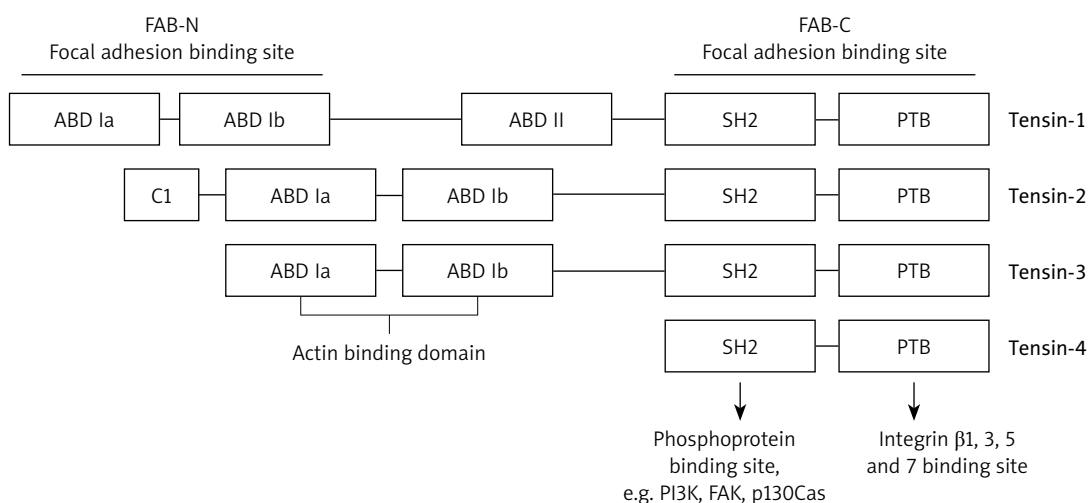 FAB-N
Focal adhesion binding site
FAB-C
Focal adhesion binding site
ABD Ia
ABD Ib
ABD II
SH2
PTB
Tensin-1
C1
ABD Ia
ABD Ib
SH2
PTB
Tensin-2
ABD Ia
ABD Ib
SH2
PTB
Tensin-3
Actin binding domain
SH2
PTB
Tensin-4
Phosphoprotein
binding site,
e.g. PI3K, FAK, p130Cas
Integrin β1, 3, 5
and 7 binding site